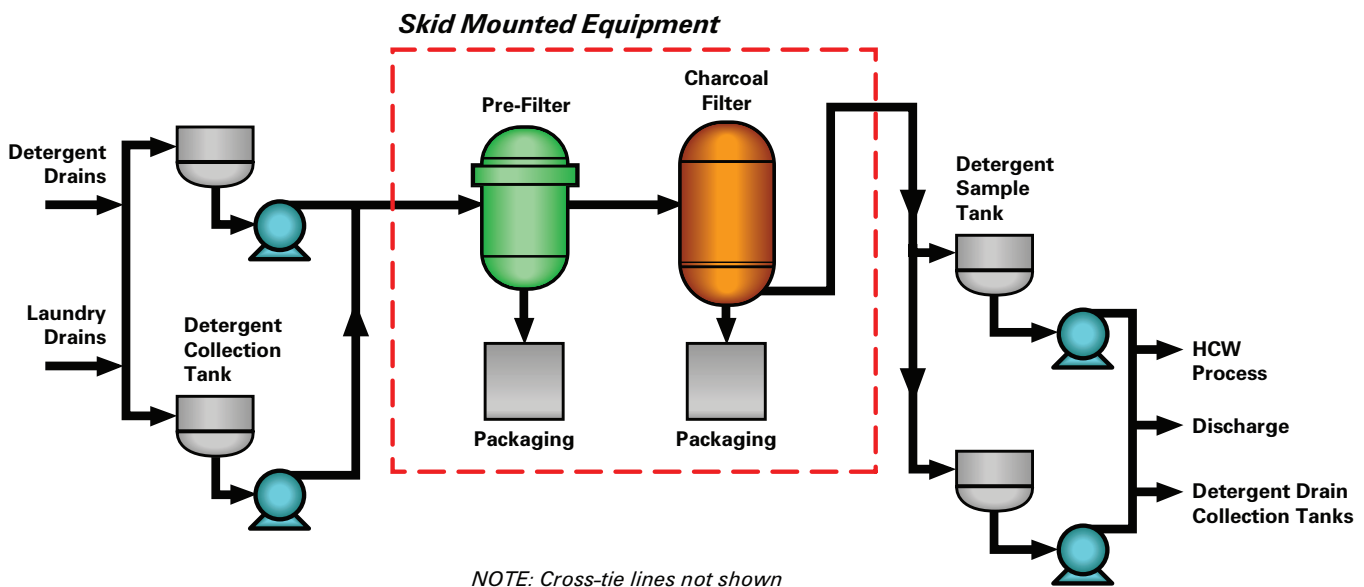 Skid Mounted Equipment
Detergent
Drains
Laundry
Drains
Detergent
Collection
Tank
Pre-Filter
Charcoal
Filter
Packaging
Packaging
Detergent
Sample
Tank
HCW
Process
Discharge
Detergent Drain
Collection Tanks
NOTE: Cross-tie lines not shown